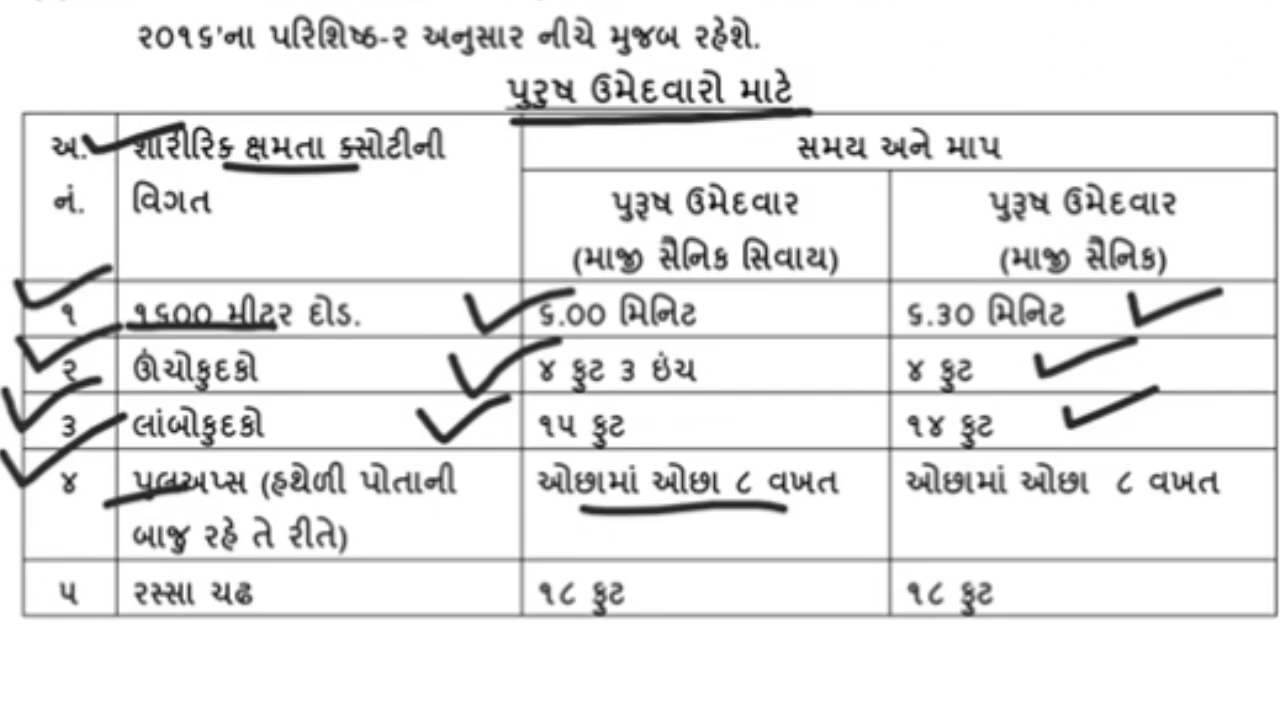 ૨૦૧૬'ના પરિશિષ્ઠ-૨ અનુસાર નીચે મુજબ રહેશે.
પુરુષ ઉમેદવારો માટે
અ. નં.
શારીરિક ક્ષમતા ક્સોટીની વિગત
સમય અને માપ
પુરૂષ ઉમેદવાર (માજી સૈનિક સિવાય)
પુરૂષ ઉમેદવાર (માજી સૈનિક)
૧ ૧૬૦૦ મીટર દોડ. ૬.૦૦ મિનિટ ૬.૩૦ મિનિટ
૨ ઊંચોકુદકો ૪ ફુટ ૩ ઇંચ ૪ ફુટ
૩ લાંબોકુદકો ૧૫ ફુટ ૧૪ ફુટ
૪ પુલઅપ્સ (હથેળી પોતાની ઓછામાં ઓછા ૮ વખત ઓછામાં ઓછા ૮ વખત
બાજુ રહે તે રીતે)
૫ રસ્સા ચઢ ૧૮ ફુટ ૧૮ ફુટ